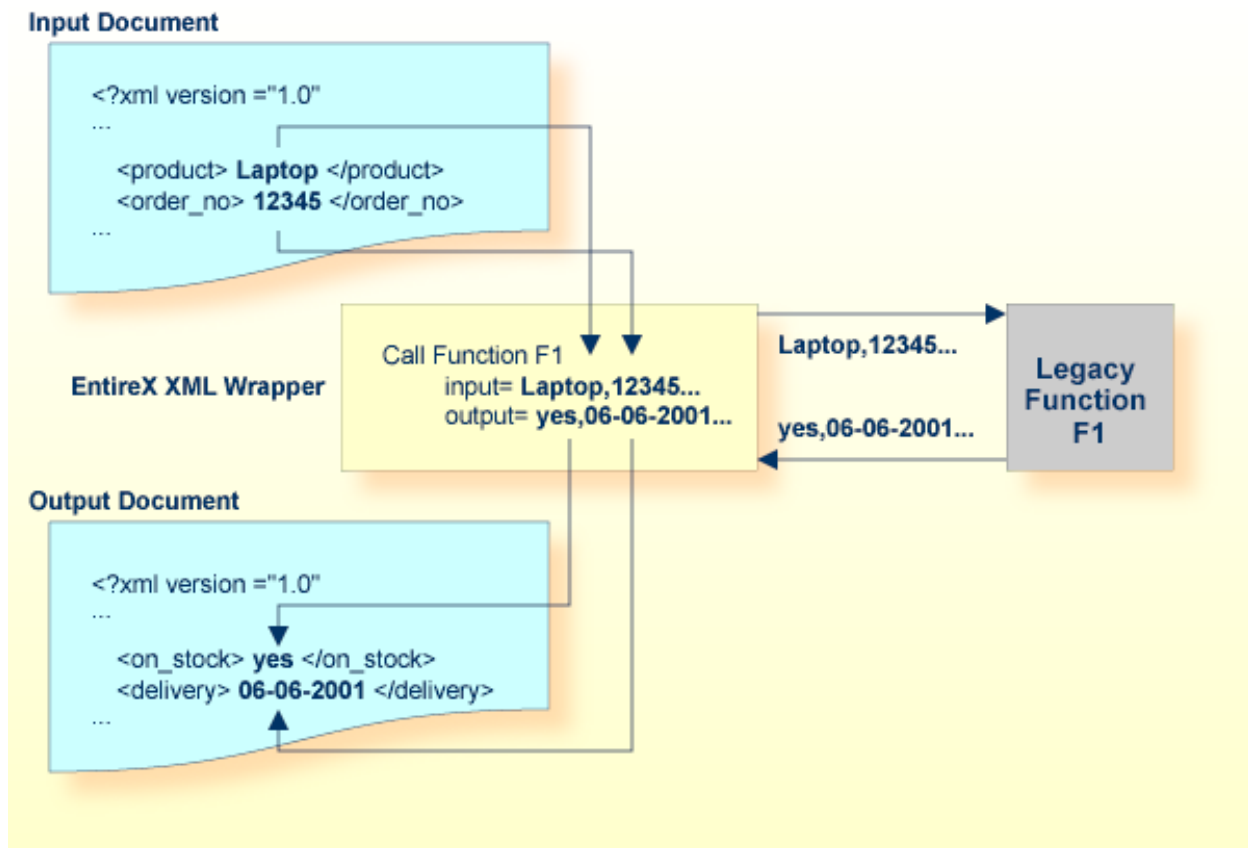 Input Document
<?xml version ="1.0"
...
<product> Laptop </product>
<order_no> 12345 </order_no>
...
EntireX XML Wrapper
Call Function F1
input= Laptop,12345...
output= yes,06-06-2001...
Laptop,12345...
yes,06-06-2001...
Legacy
Function
F1
Output Document
<?xml version ="1.0"
...
<on_stock> yes </on_stock>
<delivery> 06-06-2001 </delivery>
...